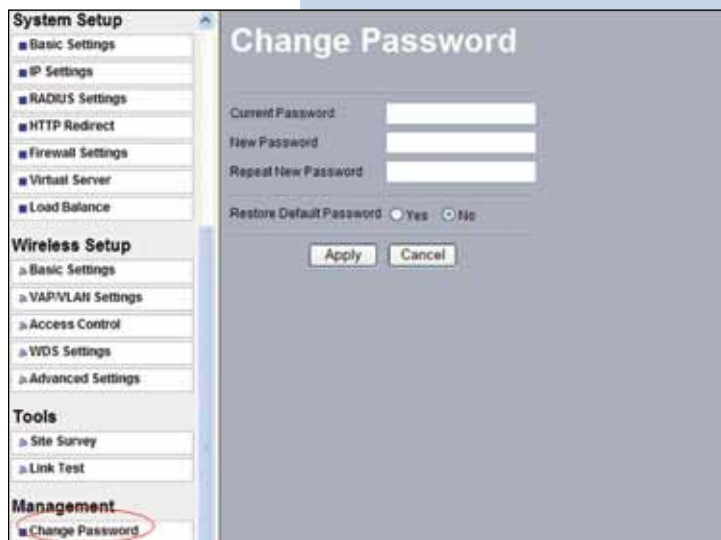 System Setup
Basic Settings
IP Settings
RADIUS Settings
HTTP Redirect
Firewall Settings
Virtual Server
Load Balance
Wireless Setup
Basic Settings
VAP/VLAN Settings
Access Control
WDS Settings
Advanced Settings
Tools
Site Survey
Link Test
Management
Change Password
Change Password
Current Password
New Password
Repeat New Password
Restore Default Password Yes No
Apply Cancel